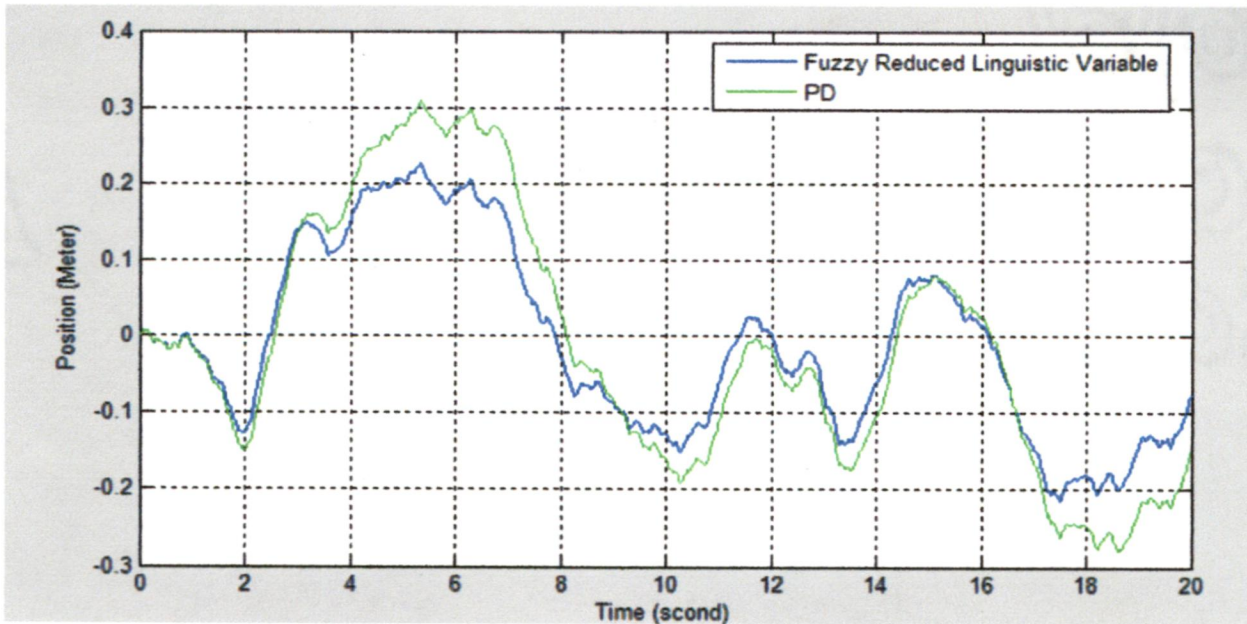 0.4
0.3
0.2
0.1
0
-0.1
-0.2
-0.3
Position (Meter)
Fuzzy Reduced Linguistic Variable
PD
0 2 4 6 8 10 12 14 16 18 20
Time (scond)